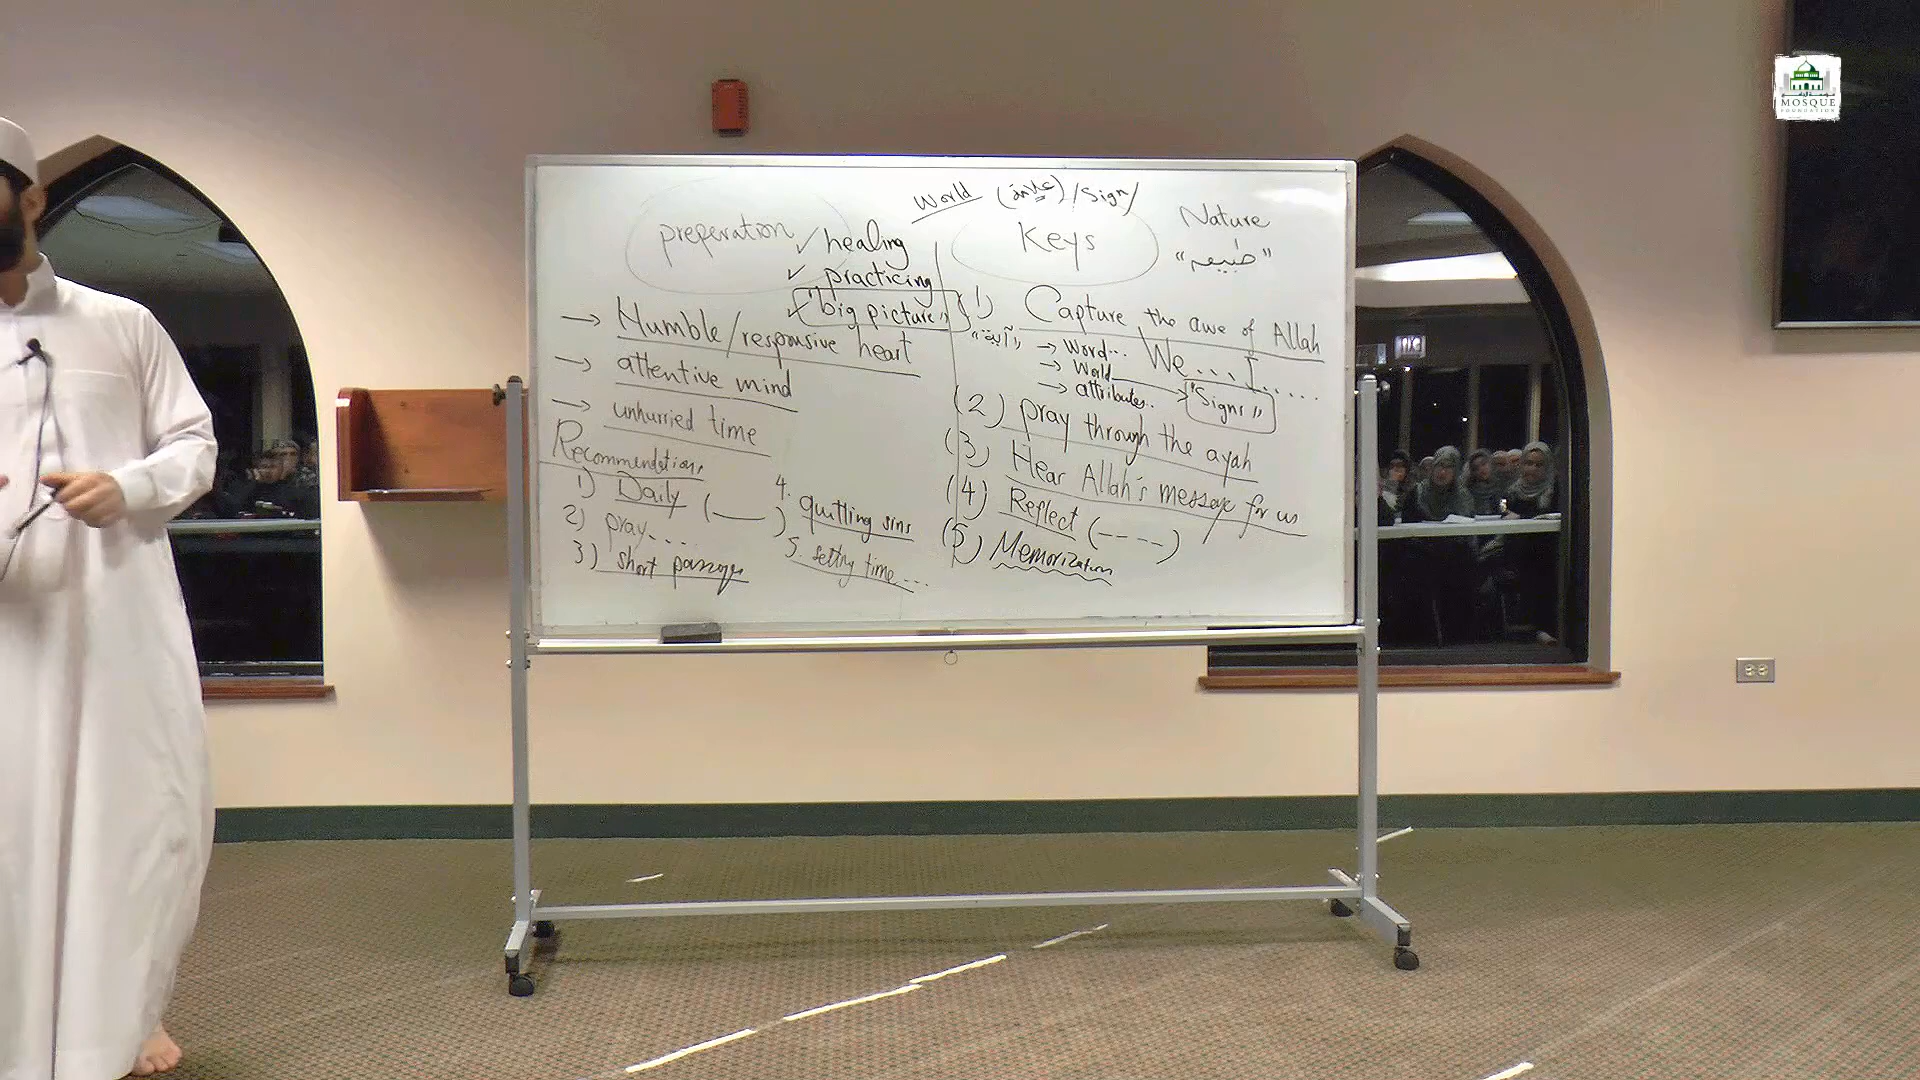 World (علامة) / Sign /
preperation
✓ healing
✓ practicing
✓ "big picture"
→ Humble/responsive heart
→ attentive mind
→ unhurried time
Recommendations
1) Daily (__)
2) pray....
3) short passage
4. quitting sins
5. setting time...
Keys
Nature
"طبيعة"
1) Capture the awe of Allah
"آية"
→ Word...
→ World
→ attributes..
We........
"Signs"
(2) pray through the ayah
(3) Hear Allah's message for us
(4) Reflect (----)
(5) Memorization
MOSQUE
FOUNDATION